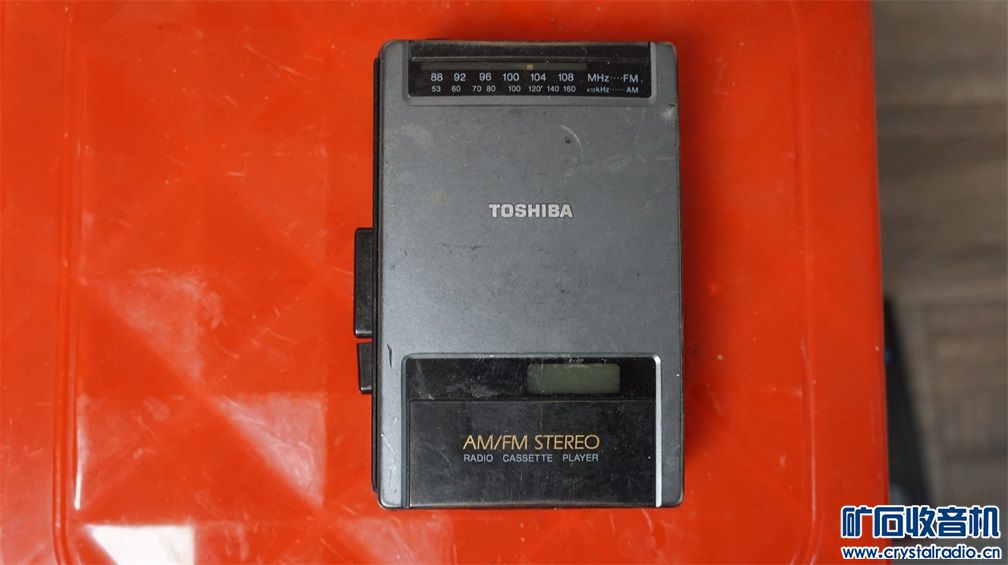 88 92 96 100 104 108 MHz····FM.
53 60 70 80 100 120 140 160 ×10kHz······AM
TOSHIBA
AM/FM STEREO
RADIO CASSETTE PLAYER
矿石收音机
www.crystalradio.cn